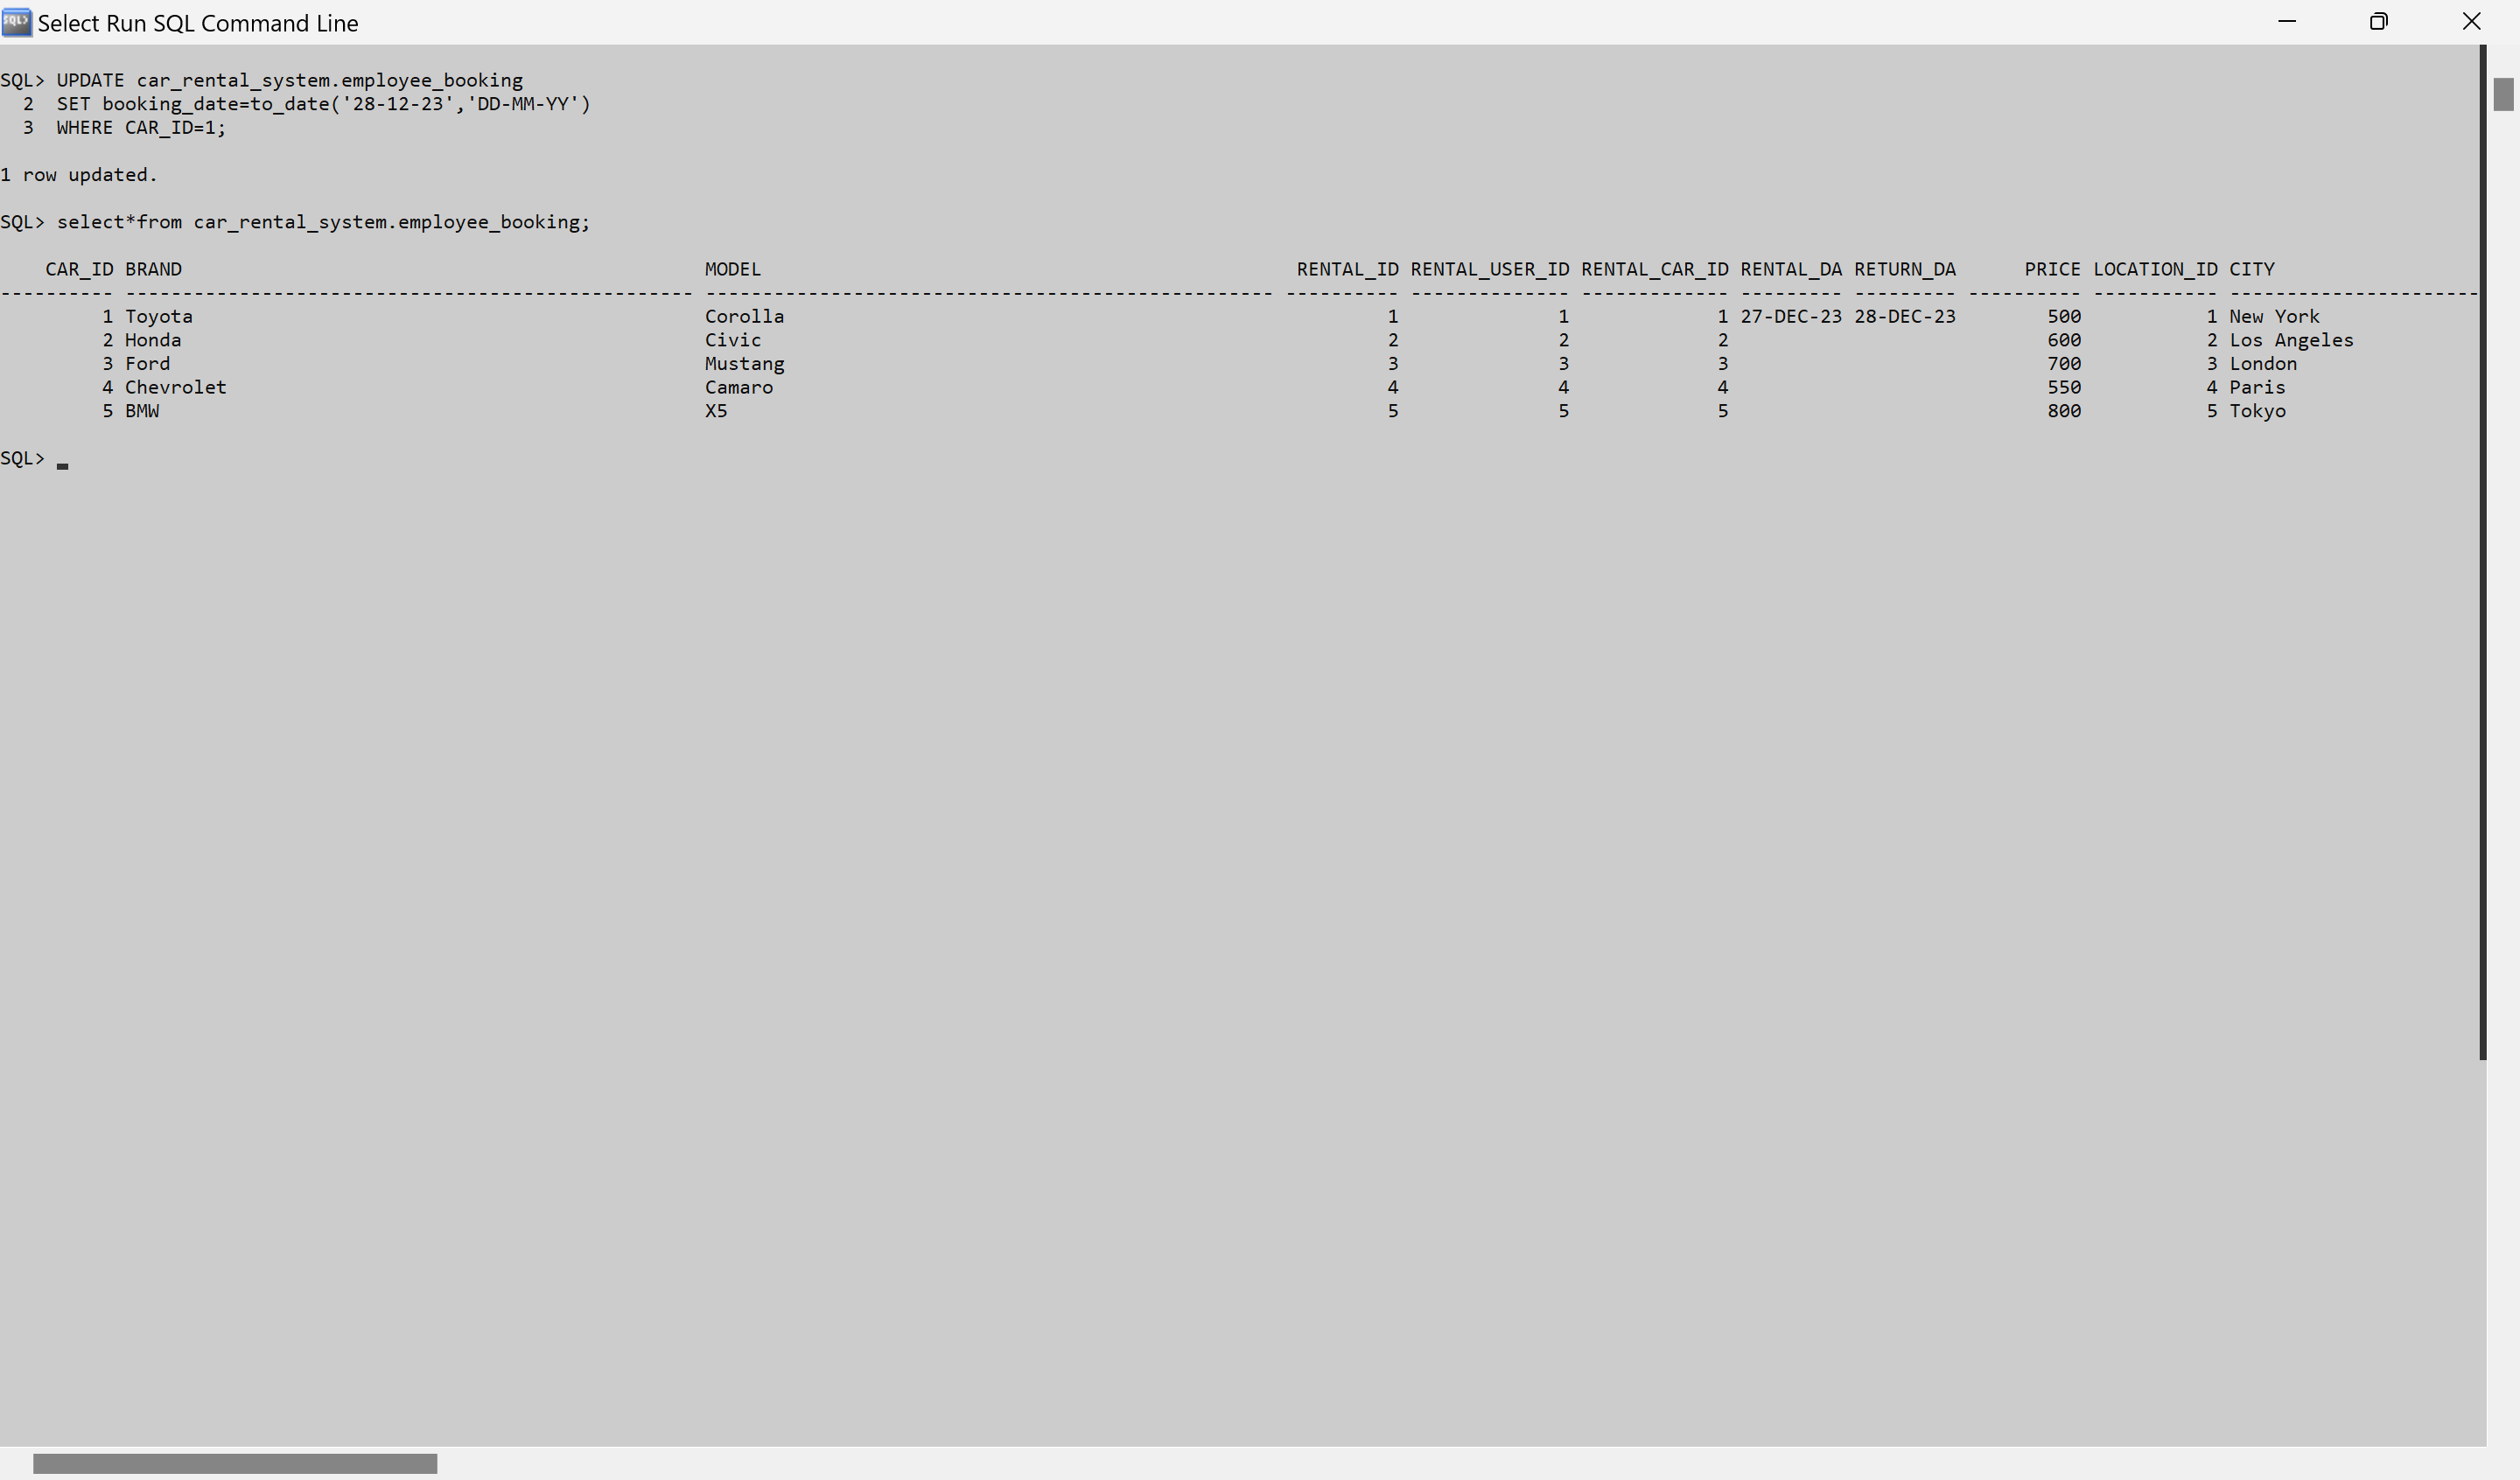 SQL>
Select Run SQL Command Line
SQL> UPDATE car_rental_system.employee_booking
2 SET booking_date=to_date('28-12-23','DD-MM-YY')
3 WHERE CAR_ID=1;
1 row updated.
SQL> select*from car_rental_system.employee_booking;
CAR_ID BRAND MODEL RENTAL_ID RENTAL_USER_ID RENTAL_CAR_ID RENTAL_DA RETURN_DA PRICE LOCATION_ID CITY
---------- -------------------------------------------------- -------------------------------------------------- ---------- -------------- ------------- --------- --------- ---------- ----------- ----------------------
1 Toyota Corolla 1 1 1 27-DEC-23 28-DEC-23 500 1 New York
2 Honda Civic 2 2 2 600 2 Los Angeles
3 Ford Mustang 3 3 3 700 3 London
4 Chevrolet Camaro 4 4 4 550 4 Paris
5 BMW X5 5 5 5 800 5 Tokyo
SQL> _